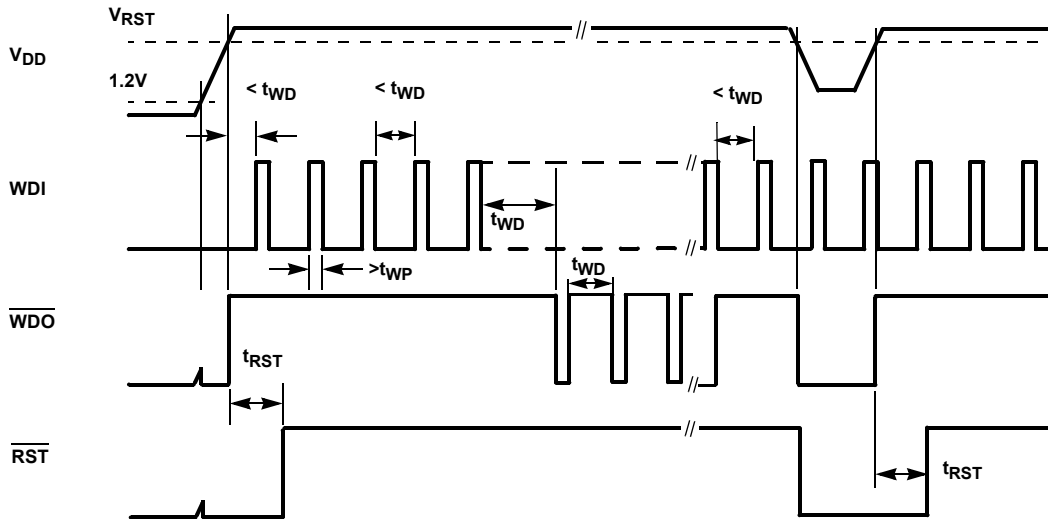 VRST
VDD
1.2V
< tWD
< tWD
< tWD
//
WDI
//
//
tWD
>tWP
tWD
WDO
//
//
tRST
RST
//
tRST